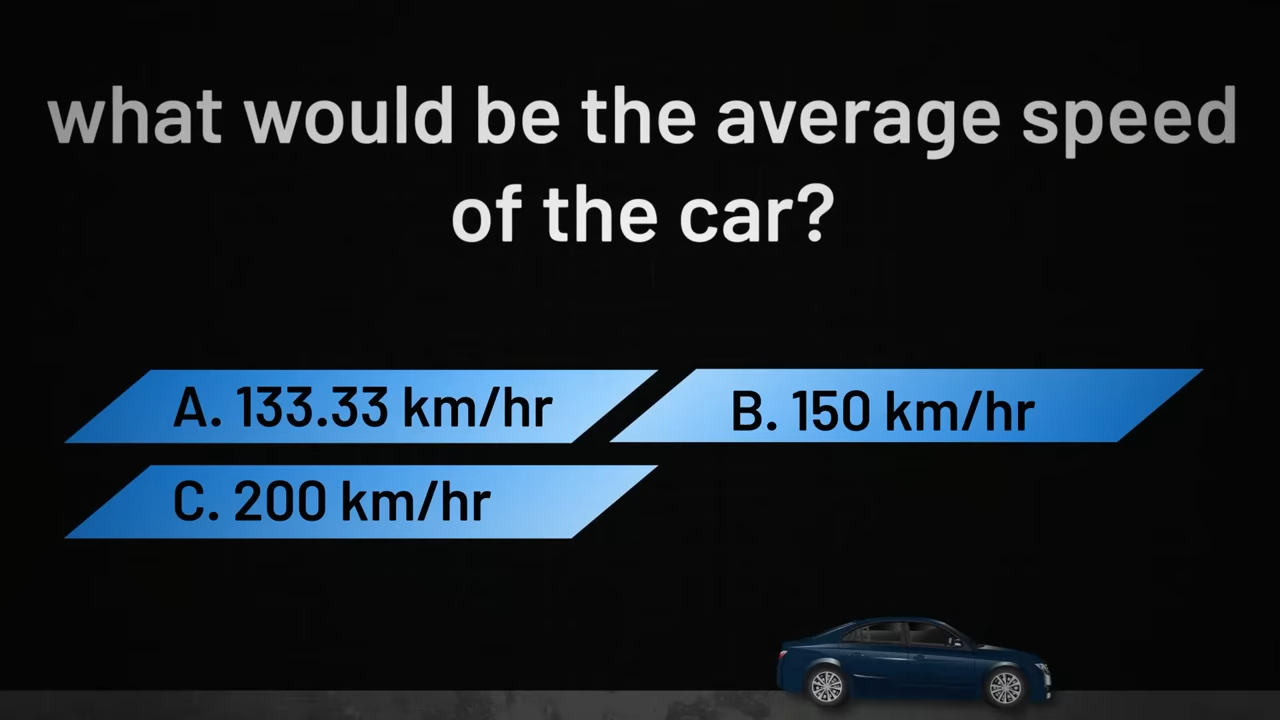 what would be the average speed
of the car?
A. 133.33 km/hr
B. 150 km/hr
C. 200 km/hr